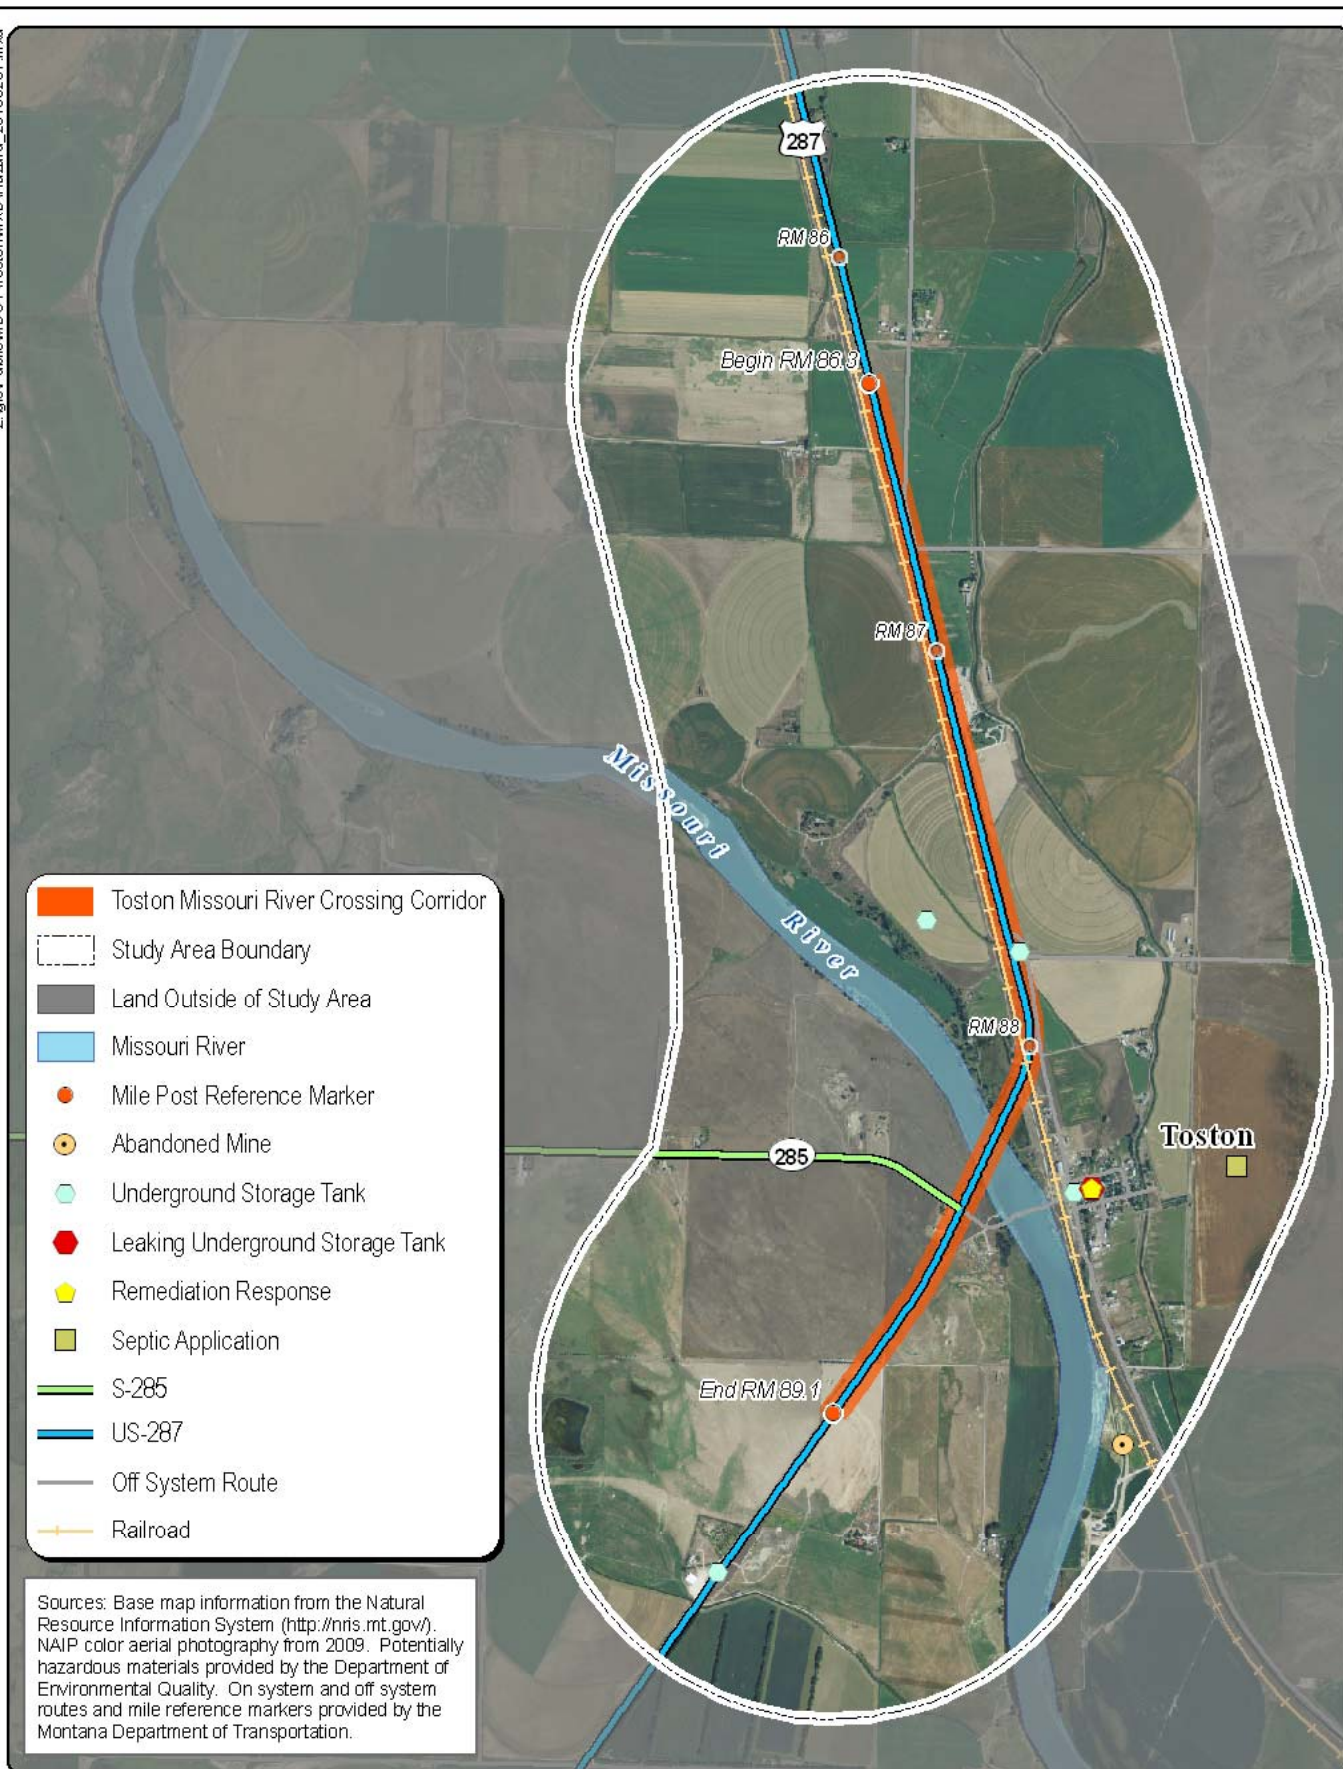 287
RM 86
Begin RM 86.3
RM 87
Missouri
River
RM 88
Toston
285
End RM 89.1
Toston Missouri River Crossing Corridor
Study Area Boundary
Land Outside of Study Area
Missouri River
Mile Post Reference Marker
Abandoned Mine
Underground Storage Tank
Leaking Underground Storage Tank
Remediation Response
Septic Application
S-285
US-287
Off System Route
Railroad
Sources: Base map information from the Natural
Resource Information System (http://nris.mt.gov/).
NAIP color aerial photography from 2009. Potentially
hazardous materials provided by the Department of
Environmental Quality. On system and off system
routes and mile reference markers provided by the
Montana Department of Transportation.